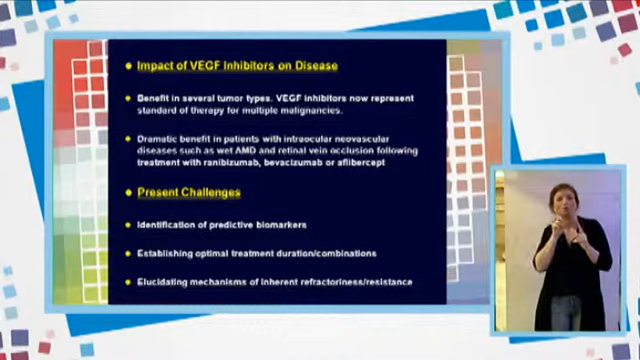 Impact of VEGF Inhibitors on Disease
Benefit in several tumor types. VEGF inhibitors now represent
standard of therapy for multiple malignancies.
Dramatic benefit in patients with intraocular neovascular
diseases such as wet AMD and retinal vein occlusion following
treatment with ranibizumab, bevacizumab or aflibercept
Present Challenges
Identification of predictive biomarkers
Establishing optimal treatment duration/combinations
Elucidating mechanisms of inherent refractoriness/resistance